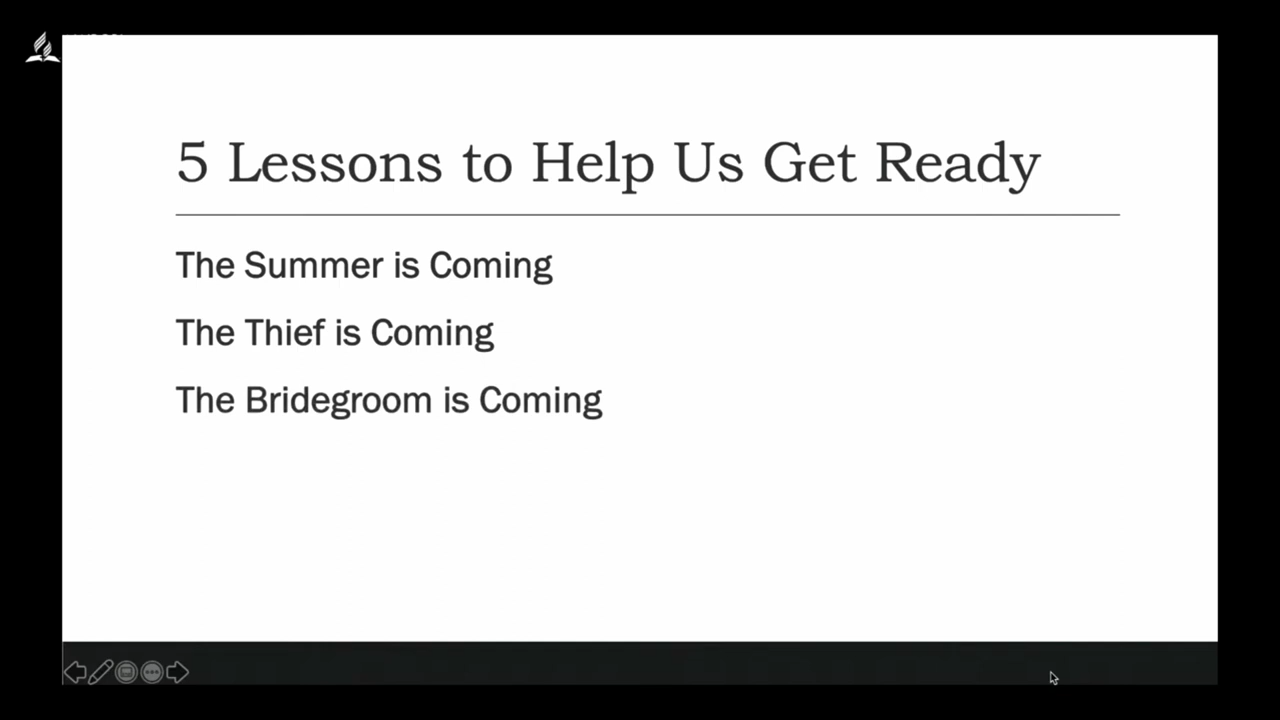 5 Lessons to Help Us Get Ready
The Summer is Coming
The Thief is Coming
The Bridegroom is Coming